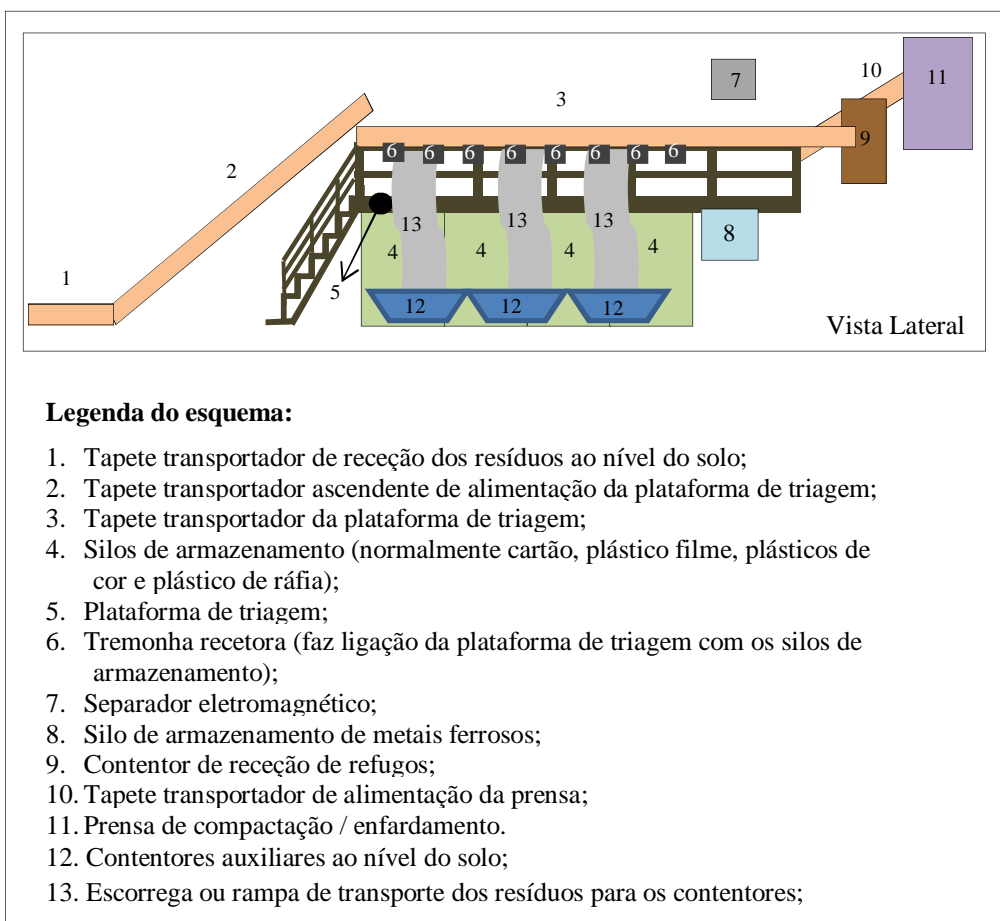 10
11
7
3
9
6 6 6 6 6 6 6 6
2
13 13 13
8
4 4 4 4
1
5
12 12 12
Vista Lateral
Legenda do esquema:
1. Tapete transportador de receção dos resíduos ao nível do solo;
2. Tapete transportador ascendente de alimentação da plataforma de triagem;
3. Tapete transportador da plataforma de triagem;
4. Silos de armazenamento (normalmente cartão, plástico filme, plásticos de
cor e plástico de ráfia);
5. Plataforma de triagem;
6. Tremonha recetora (faz ligação da plataforma de triagem com os silos de
armazenamento);
7. Separador eletromagnético;
8. Silo de armazenamento de metais ferrosos;
9. Contentor de receção de refugos;
10. Tapete transportador de alimentação da prensa;
11. Prensa de compactação / enfardamento.
12. Contentores auxiliares ao nível do solo;
13. Escorrega ou rampa de transporte dos resíduos para os contentores;